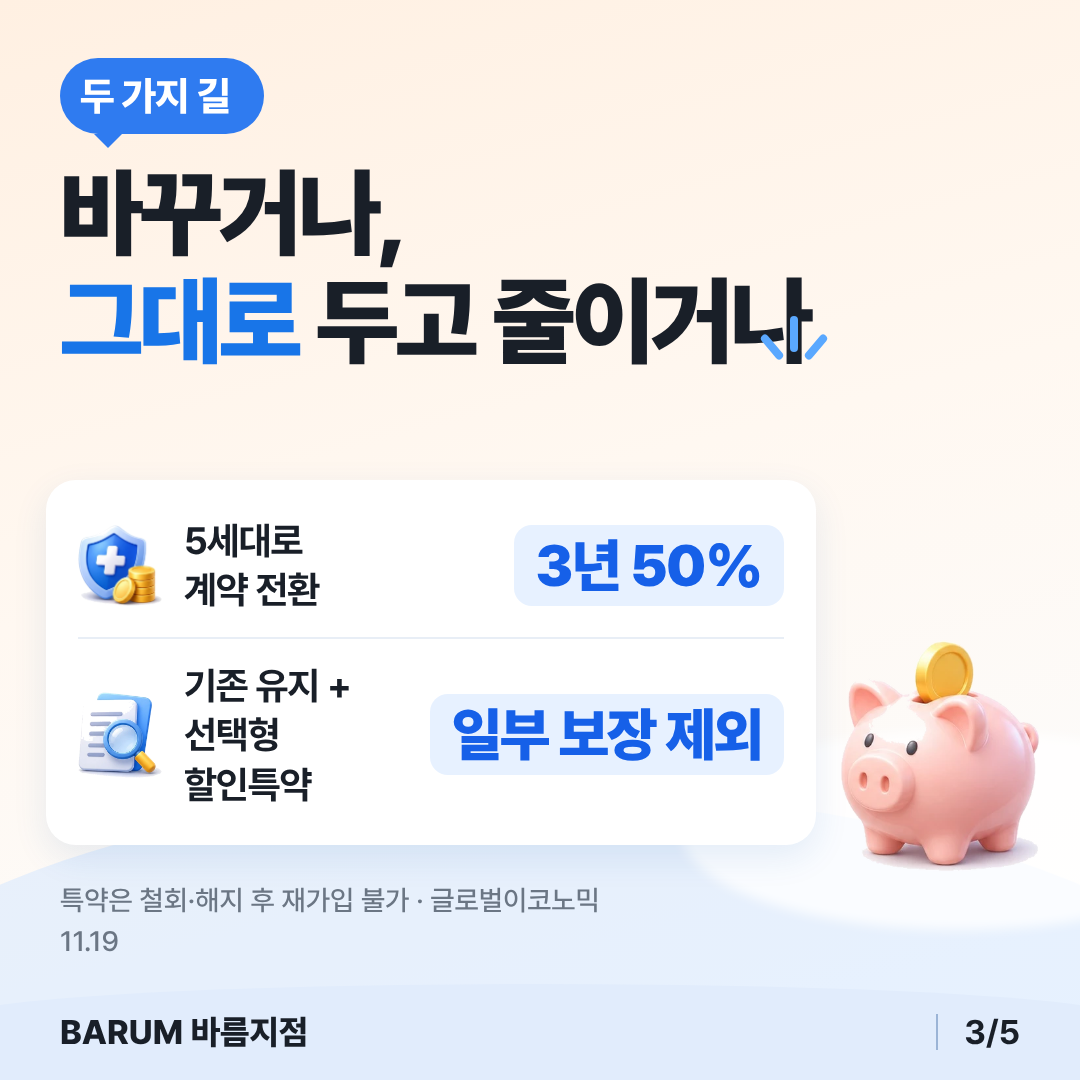 두 가지 길
바꾸거나,
그대로 두고 줄이거나
5세대로
계약 전환
3년 50%
기존 유지 +
선택형
할인특약
일부 보장 제외
특약은 철회·해지 후 재가입 불가 · 글로벌이코노믹
11.19
BARUM 바름지점
3/5